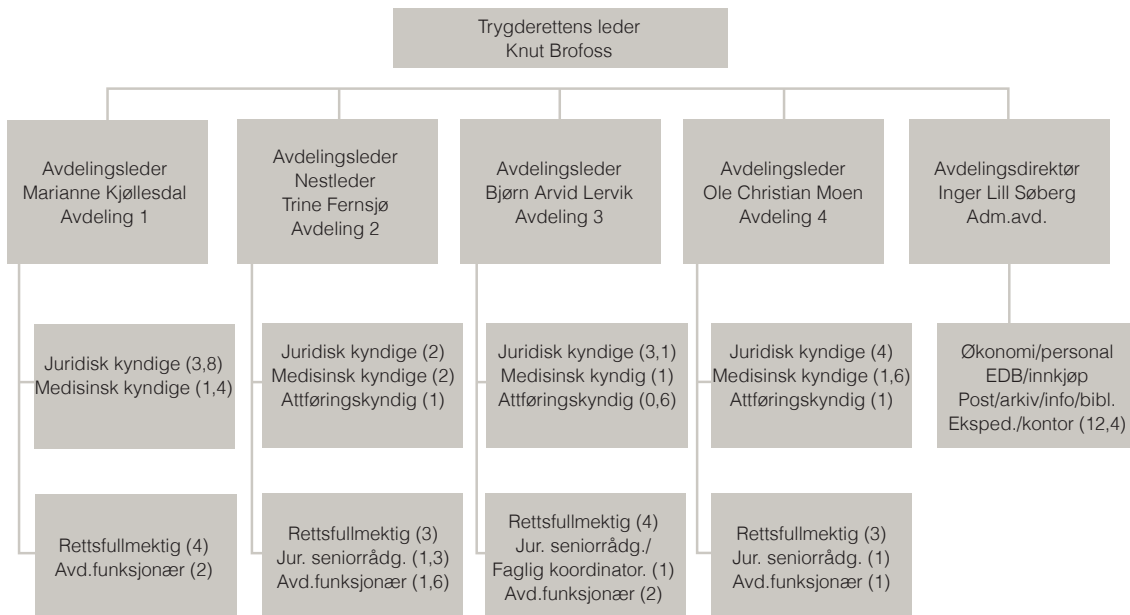 Trygderettens leder
Knut Brofoss
Avdelingsleder
Marianne Kjøllesdal
Avdeling 1
Avdelingsleder
Nestleder
Trine Fernsjø
Avdeling 2
Avdelingsleder
Bjørn Arvid Lervik
Avdeling 3
Avdelingsleder
Ole Christian Moen
Avdeling 4
Avdelingsdirektør
Inger Lill Søberg
Adm.avd.
Juridisk kyndige (3,8)
Medisinsk kyndige (1,4)
Juridisk kyndige (2)
Medisinsk kyndige (2)
Attføringskyndig (1)
Juridisk kyndige (3,1)
Medisinsk kyndig (1)
Attføringskyndig (0,6)
Juridisk kyndige (4)
Medisinsk kyndige (1,6)
Attføringskyndig (1)
Økonomi/personal
EDB/innkjøp
Post/arkiv/info/bibl.
Eksped./kontor (12,4)
Rettsfullmektig (4)
Avd.funksjonær (2)
Rettsfullmektig (3)
Jur. seniorrådg. (1,3)
Avd.funksjonær (1,6)
Rettsfullmektig (4)
Jur. seniorrådg./
Faglig koordinator. (1)
Avd.funksjonær (2)
Rettsfullmektig (3)
Jur. seniorrådg. (1)
Avd.funksjonær (1)